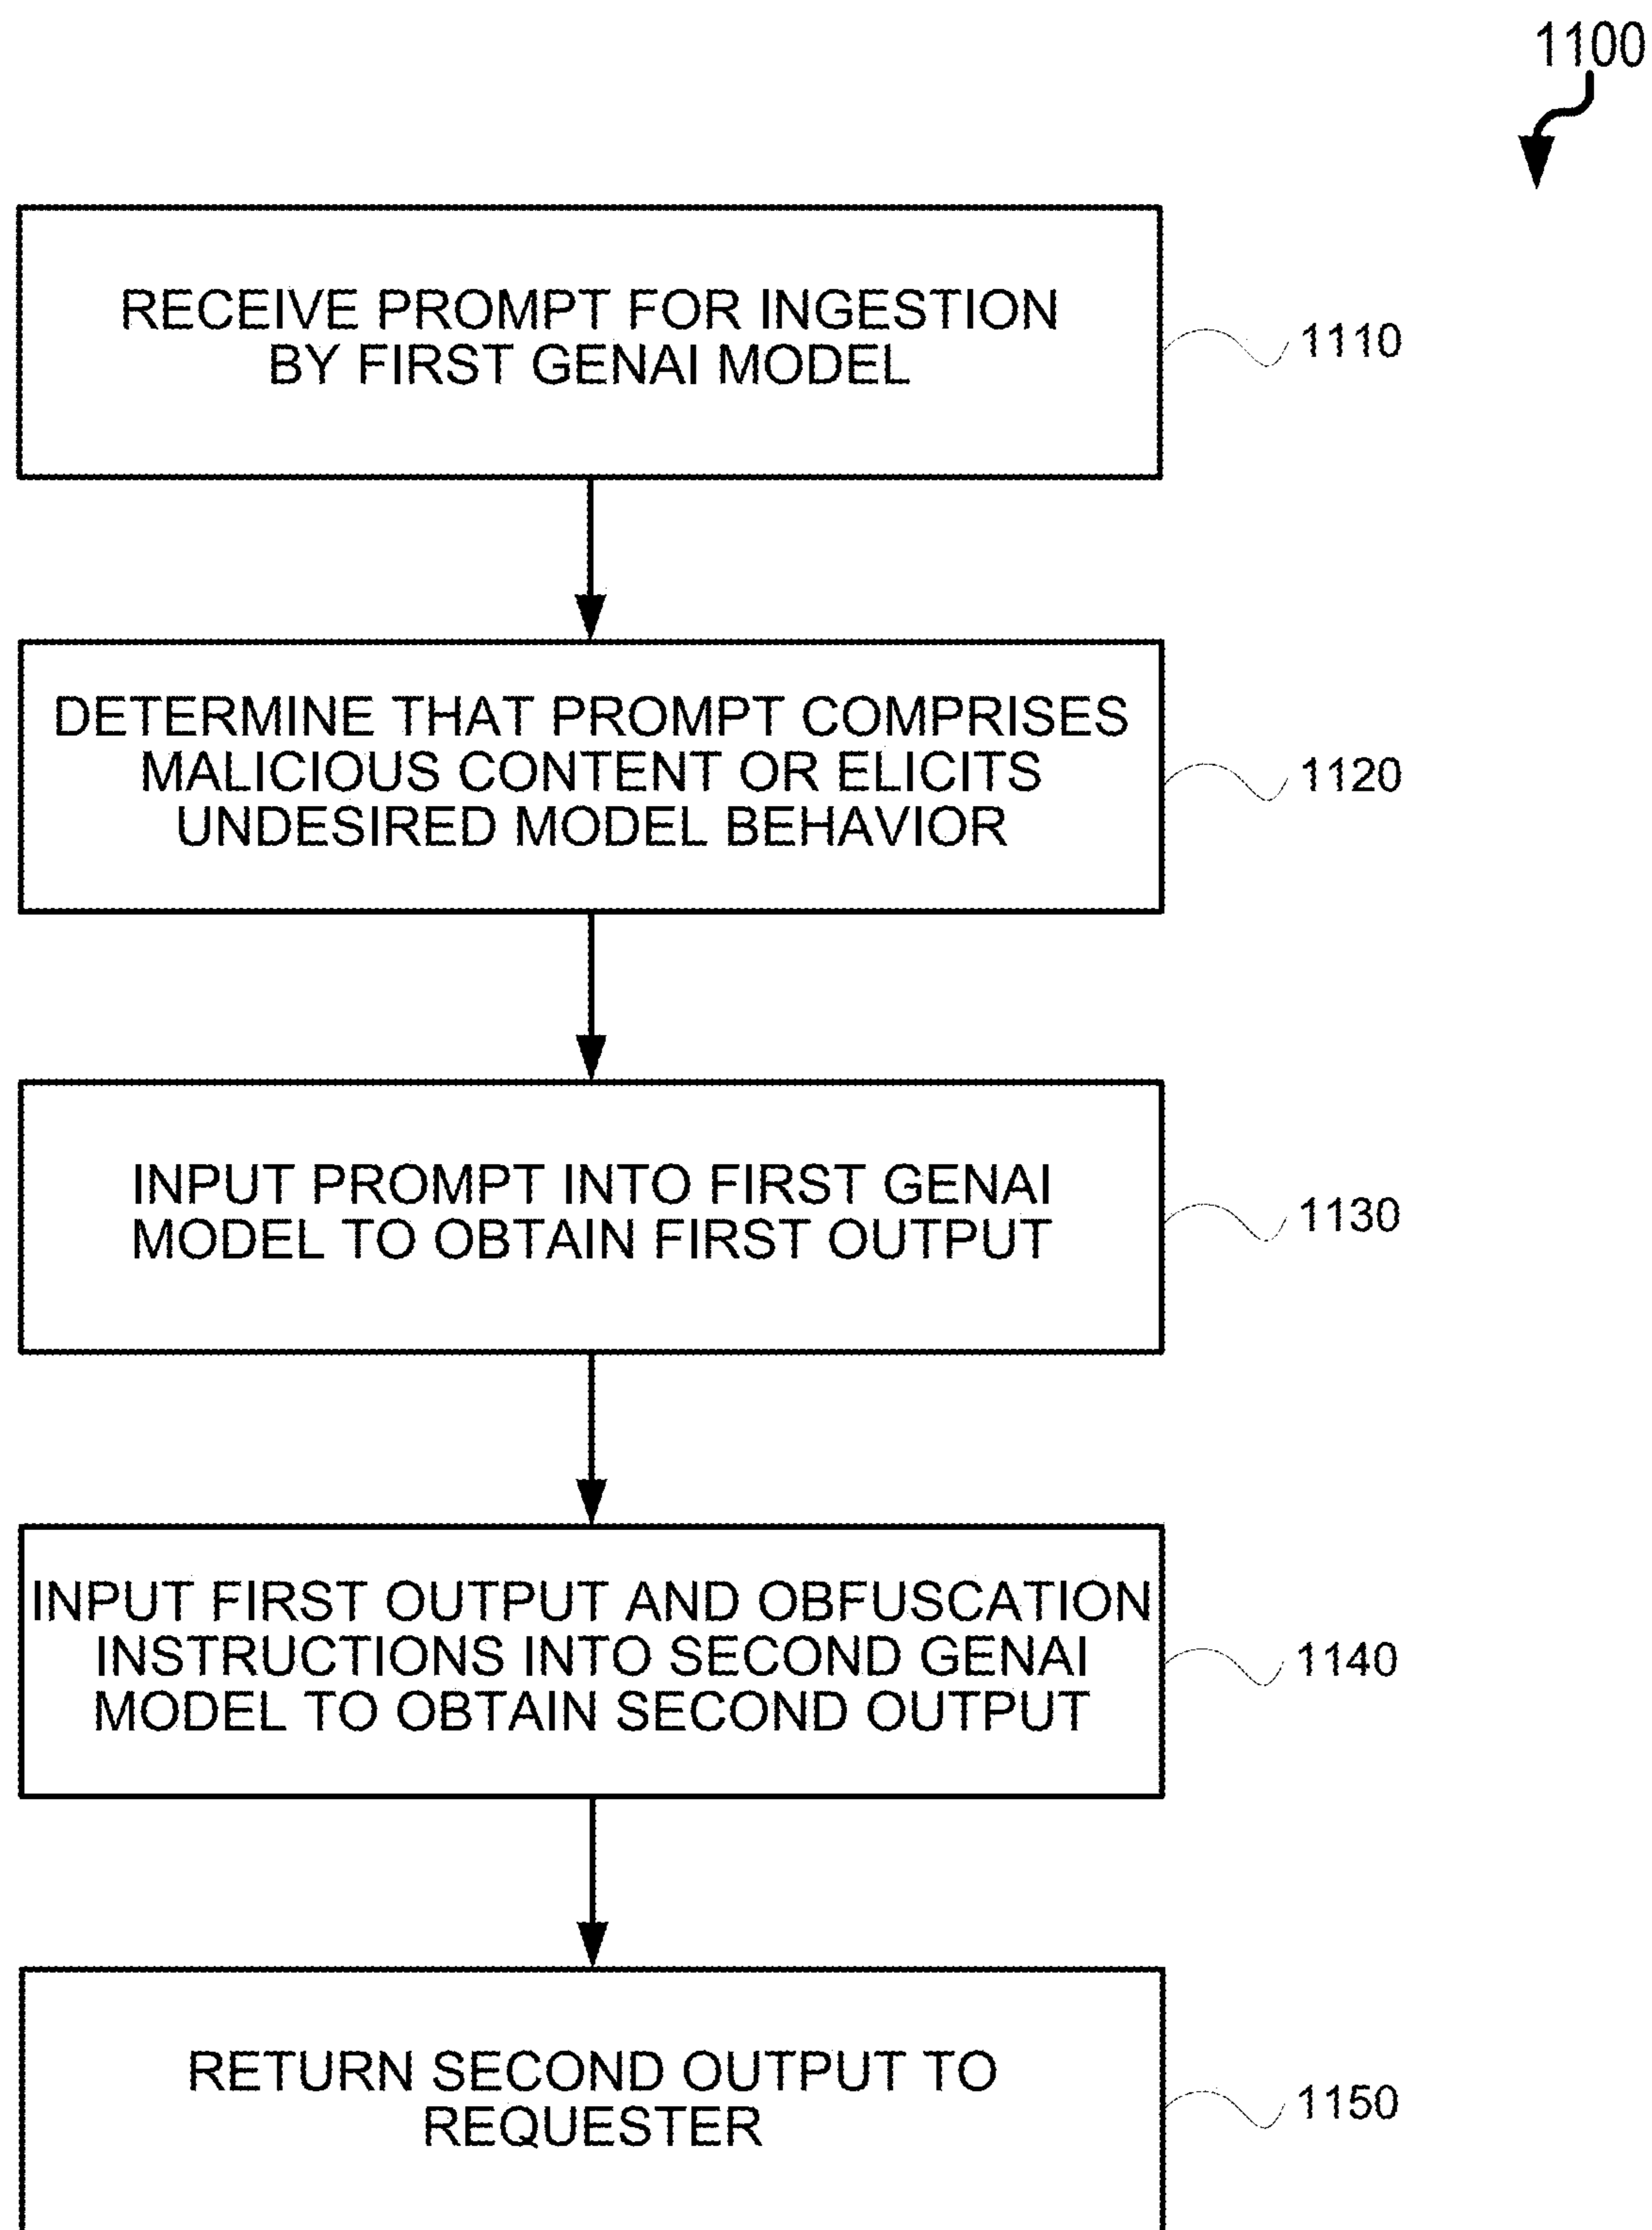 1100
RECEIVE PROMPT FOR INGESTION
BY FIRST GENAI MODEL
1110
DETERMINE THAT PROMPT COMPRISES
MALICIOUS CONTENT OR ELICITS
UNDESIRED MODEL BEHAVIOR
1120
INPUT PROMPT INTO FIRST GENAI
MODEL TO OBTAIN FIRST OUTPUT
1130
INPUT FIRST OUTPUT AND OBFUSCATION
INSTRUCTIONS INTO SECOND GENAI
MODEL TO OBTAIN SECOND OUTPUT
1140
RETURN SECOND OUTPUT TO
REQUESTER
1150